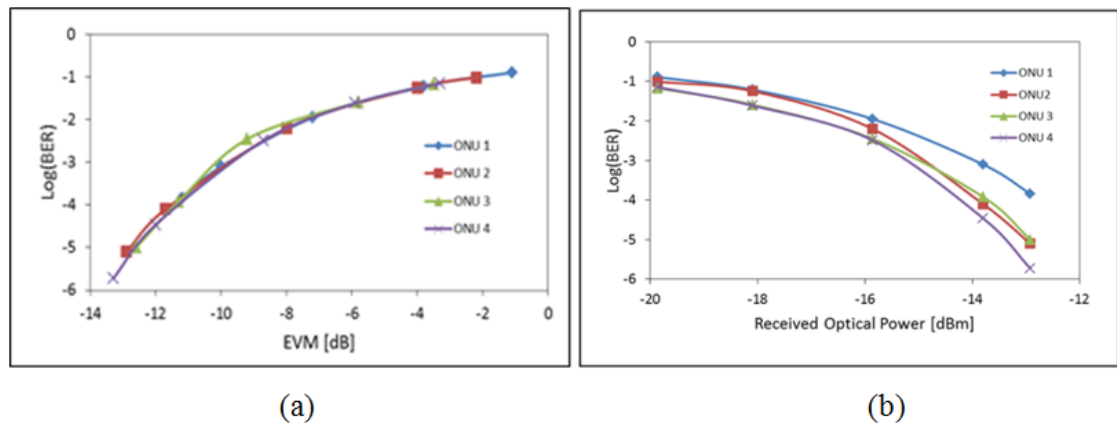 0
-1
-2
-3
-4
-5
-6
Log(BER)
-14
-12
-10
-8
-6
-4
-2
0
EVM [dB]
ONU 1
ONU 2
ONU 3
ONU 4
(a)
0
-1
-2
-3
-4
-5
-6
Log(BER)
-20
-18
-16
-14
-12
Received Optical Power [dBm]
ONU 1
ONU2
ONU 3
ONU 4
(b)